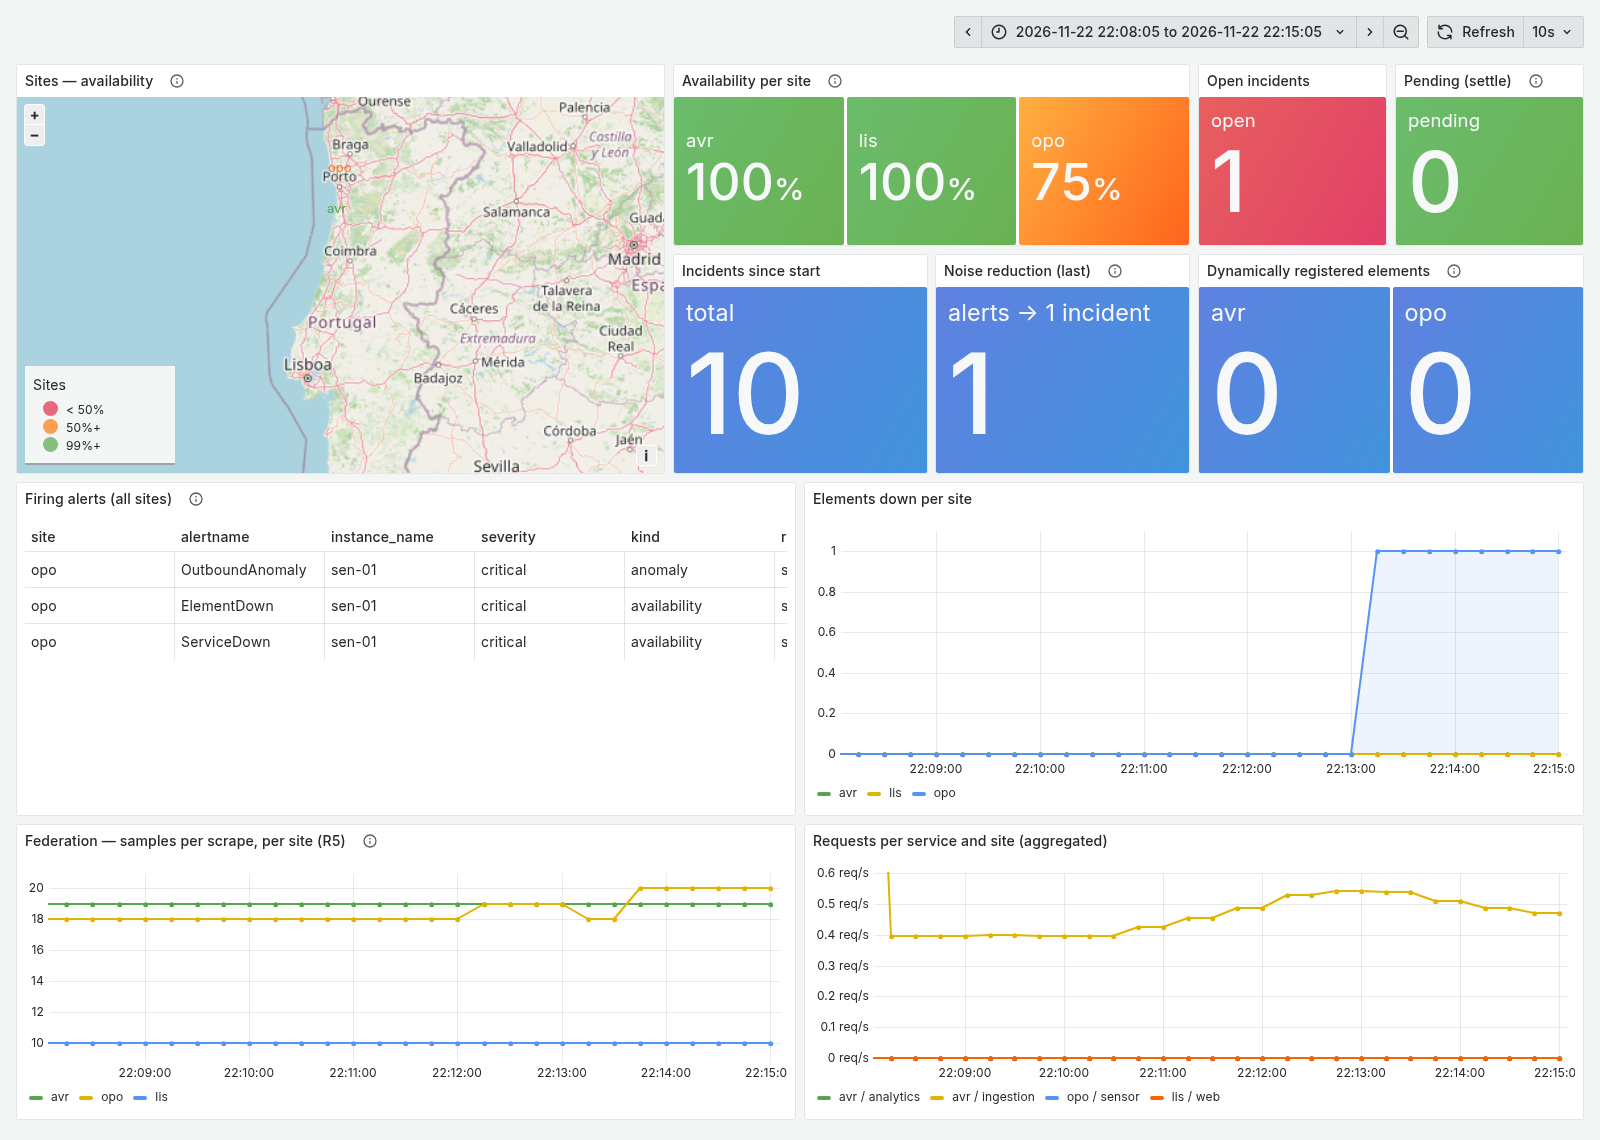 2026-11-22 22:08:05 to 2026-11-22 22:15:05
Refresh
10s
Sites — availability
+
−
Ourense
Palencia
Braga
Valladolid
Castilla
y León
opo
Porto
avr
Salamanca
Guad
Coimbra
Madrid
Espa
Talavera
de la Reina
Cáceres
Portugal
Ciudad
Real
Extremadura
Lisboa
Mérida
Badajoz
Córdoba
Jaén
Sevilla
Sites
< 50%
50%+
99%+
i
Availability per site
avr
100%
lis
100%
opo
75%
Open incidents
open
1
Pending (settle)
pending
0
Incidents since start
total
10
Noise reduction (last)
alerts → 1 incident
1
Dynamically registered elements
avr
0
opo
0
Firing alerts (all sites)
site alertname instance_name severity kind r
opo OutboundAnomaly sen-01 critical anomaly s
opo ElementDown sen-01 critical availability s
opo ServiceDown sen-01 critical availability s
Elements down per site
1
0.8
0.6
0.4
0.2
0
22:09:00 22:10:00 22:11:00 22:12:00 22:13:00 22:14:00 22:15:0
avr lis opo
Federation — samples per scrape, per site (R5)
20
18
16
14
12
10
22:09:00 22:10:00 22:11:00 22:12:00 22:13:00 22:14:00 22:15:0
avr opo lis
Requests per service and site (aggregated)
0.6 req/s
0.5 req/s
0.4 req/s
0.3 req/s
0.2 req/s
0.1 req/s
0 req/s
22:09:00 22:10:00 22:11:00 22:12:00 22:13:00 22:14:00 22:15:0
avr / analytics avr / ingestion opo / sensor lis / web